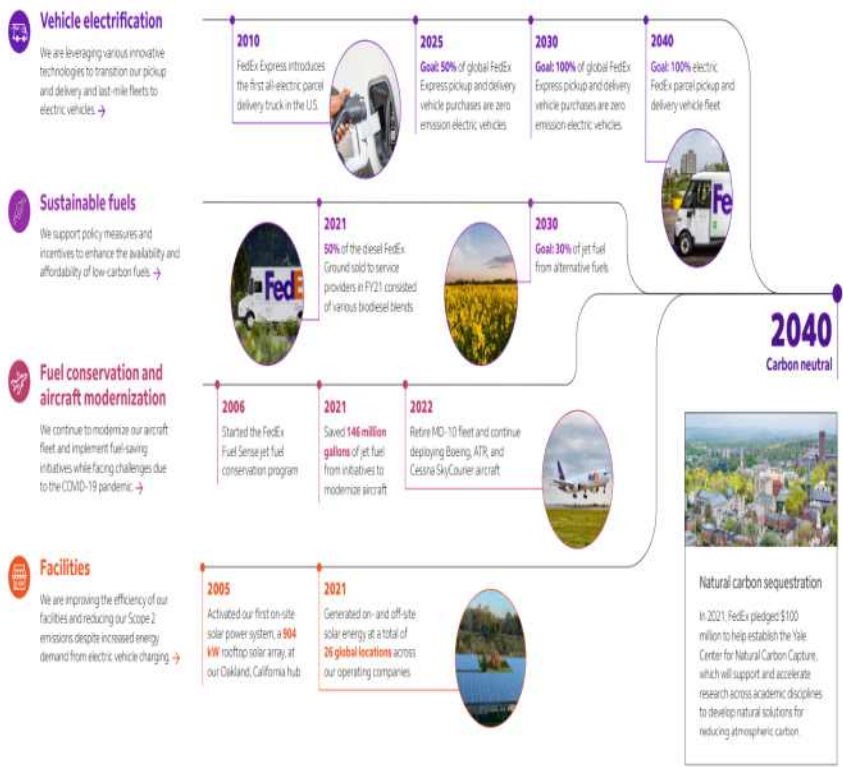 Vehicle electrification
We are leveraging various innovative
technologies to transition our pickup
and delivery and last-mile fleets to
electric vehicles. →
2010
FedEx Express introduces
the first all-electric parcel
delivery truck in the U.S.
2025
Goal: 50% of global FedEx
Express pickup and delivery
vehicle purchases are zero
emission electric vehicles
2030
Goal: 100% of global FedEx
Express pickup and delivery
vehicle purchases are zero
emission electric vehicles
2040
Goal: 100% electric
FedEx parcel pickup and
delivery vehicle fleet
Fe
Sustainable fuels
We support policy measures and
incentives to enhance the availability and
affordability of low-carbon fuels. →
FedE
2021
50% of the diesel FedEx
Ground sold to service
providers in FY21 consisted
of various biodiesel blends
2030
Goal: 30% of jet fuel
from alternative fuels
2040
Carbon neutral
Fuel conservation and
aircraft modernization
We continue to modernize our aircraft
fleet and implement fuel-saving
initiatives while facing challenges due
to the COVID-19 pandemic. →
2006
Started the FedEx
Fuel Sense jet fuel
conservation program
2021
Saved 146 million
gallons of jet fuel
from initiatives to
modernize aircraft
2022
Retire MD-10 fleet and continue
deploying Boeing, ATR, and
Cessna SkyCourier aircraft
Facilities
We are improving the efficiency of our
facilities and reducing our Scope 2
emissions despite increased energy
demand from electric vehicle charging. →
2005
Activated our first on-site
solar power system, a 904
kW rooftop solar array, at
our Oakland, California hub
2021
Generated on- and off-site
solar energy at a total of
26 global locations across
our operating companies
Natural carbon sequestration
In 2021, FedEx pledged $100
million to help establish the Yale
Center for Natural Carbon Capture,
which will support and accelerate
research across academic disciplines
to develop natural solutions for
reducing atmospheric carbon.